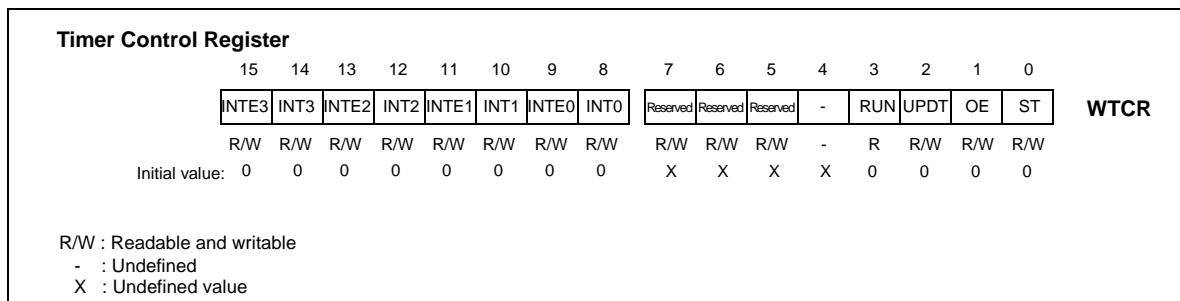 Timer Control Register
15 14 13 12 11 10 9 8 7 6 5 4 3 2 1 0
INTE3 INT3 INTE2 INT2 INTE1 INT1 INTE0 INT0 Reserved Reserved Reserved - RUN UPDT OE ST WTCR
R/W R/W R/W R/W R/W R/W R/W R/W R/W R/W R/W - R R/W R/W R/W
Initial value: 0 0 0 0 0 0 0 0 X X X X 0 0 0 0
R/W : Readable and writable
- : Undefined
X : Undefined value